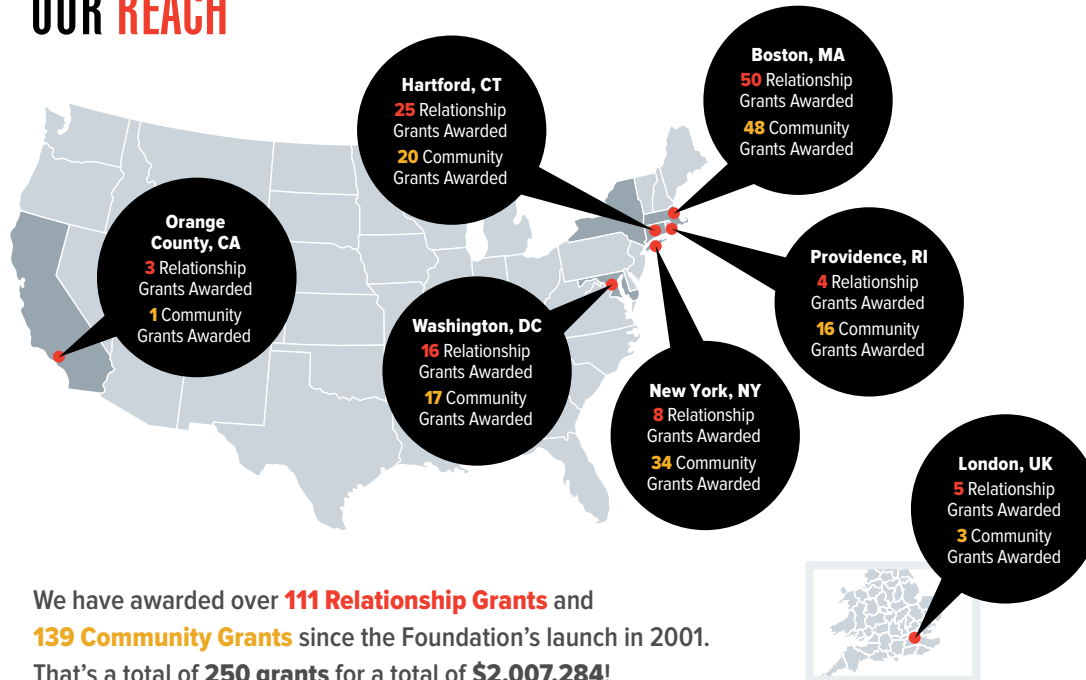 OUR REACH
Hartford, CT
25 Relationship
Grants Awarded
20 Community
Grants Awarded
Boston, MA
50 Relationship
Grants Awarded
48 Community
Grants Awarded
Orange
County, CA
3 Relationship
Grants Awarded
1 Community
Grants Awarded
Washington, DC
16 Relationship
Grants Awarded
17 Community
Grants Awarded
Providence, RI
4 Relationship
Grants Awarded
16 Community
Grants Awarded
New York, NY
8 Relationship
Grants Awarded
34 Community
Grants Awarded
London, UK
5 Relationship
Grants Awarded
3 Community
Grants Awarded
We have awarded over 111 Relationship Grants and
139 Community Grants since the Foundation’s launch in 2001.
That’s a total of 250 grants for a total of $2,007,284!